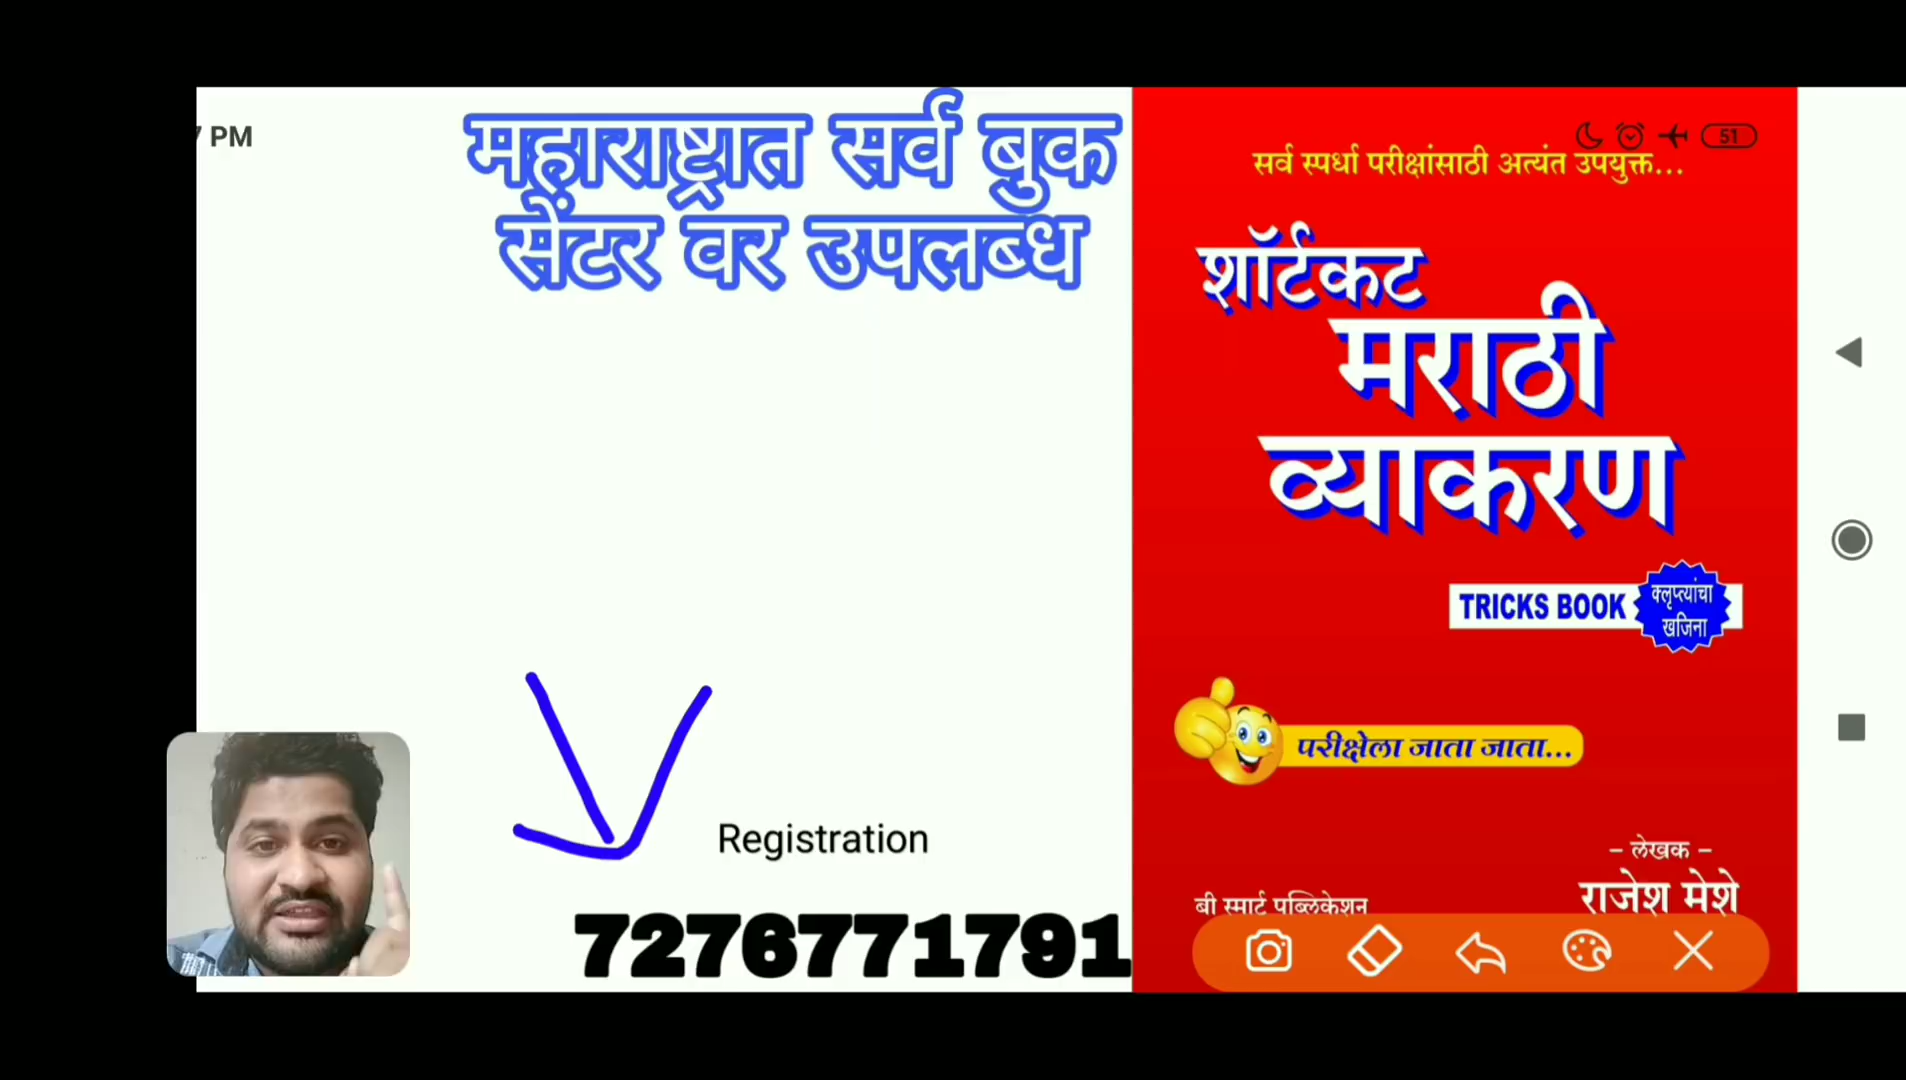 PM
51
महाराष्ट्रात सर्व बुक
सेंटर वर उपलब्ध
सर्व स्पर्धा परीक्षांसाठी अत्यंत उपयुक्त...
शॉर्टकट
मराठी
व्याकरण
TRICKS BOOK
क्लृप्त्यांचा
खजिना
परीक्षेला जाता जाता...
Registration
7276771791
– लेखक –
राजेश मेशे
बी स्मार्ट पब्लिकेशन